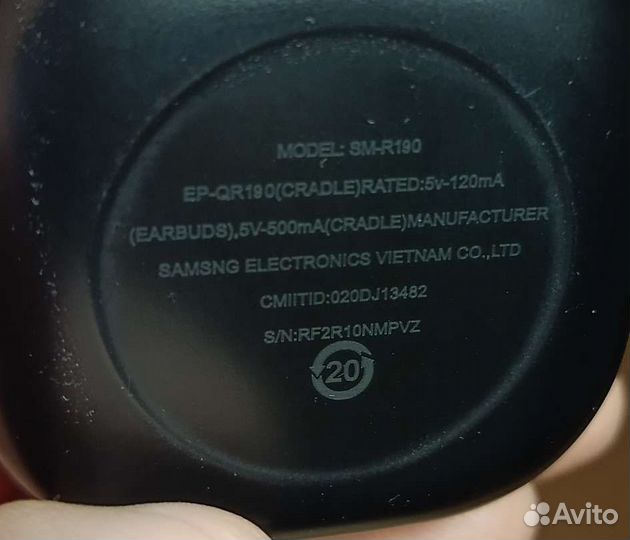 MODEL: SM-R190
EP-QR190(CRADLE)RATED:5v-120mA
(EARBUDS),5V-500mA(CRADLE)MANUFACTURER
SAMSNG ELECTRONICS VIETNAM CO.,LTD
CMIITID:020DJ13482
S/N:RF2R10NMPVZ
20
Avito